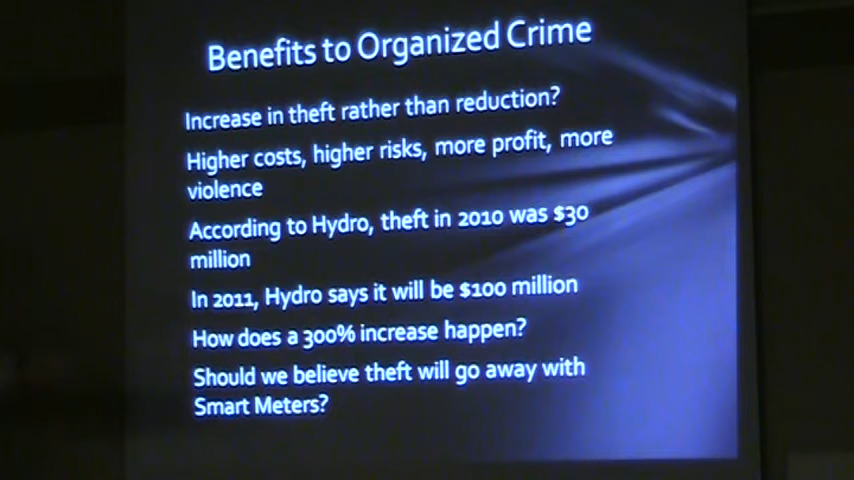 Benefits to Organized Crime
Increase in theft rather than reduction?
Higher costs, higher risks, more profit, more
violence
According to Hydro, theft in 2010 was $30
million
In 2011, Hydro says it will be $100 million
How does a 300% increase happen?
Should we believe theft will go away with
Smart Meters?